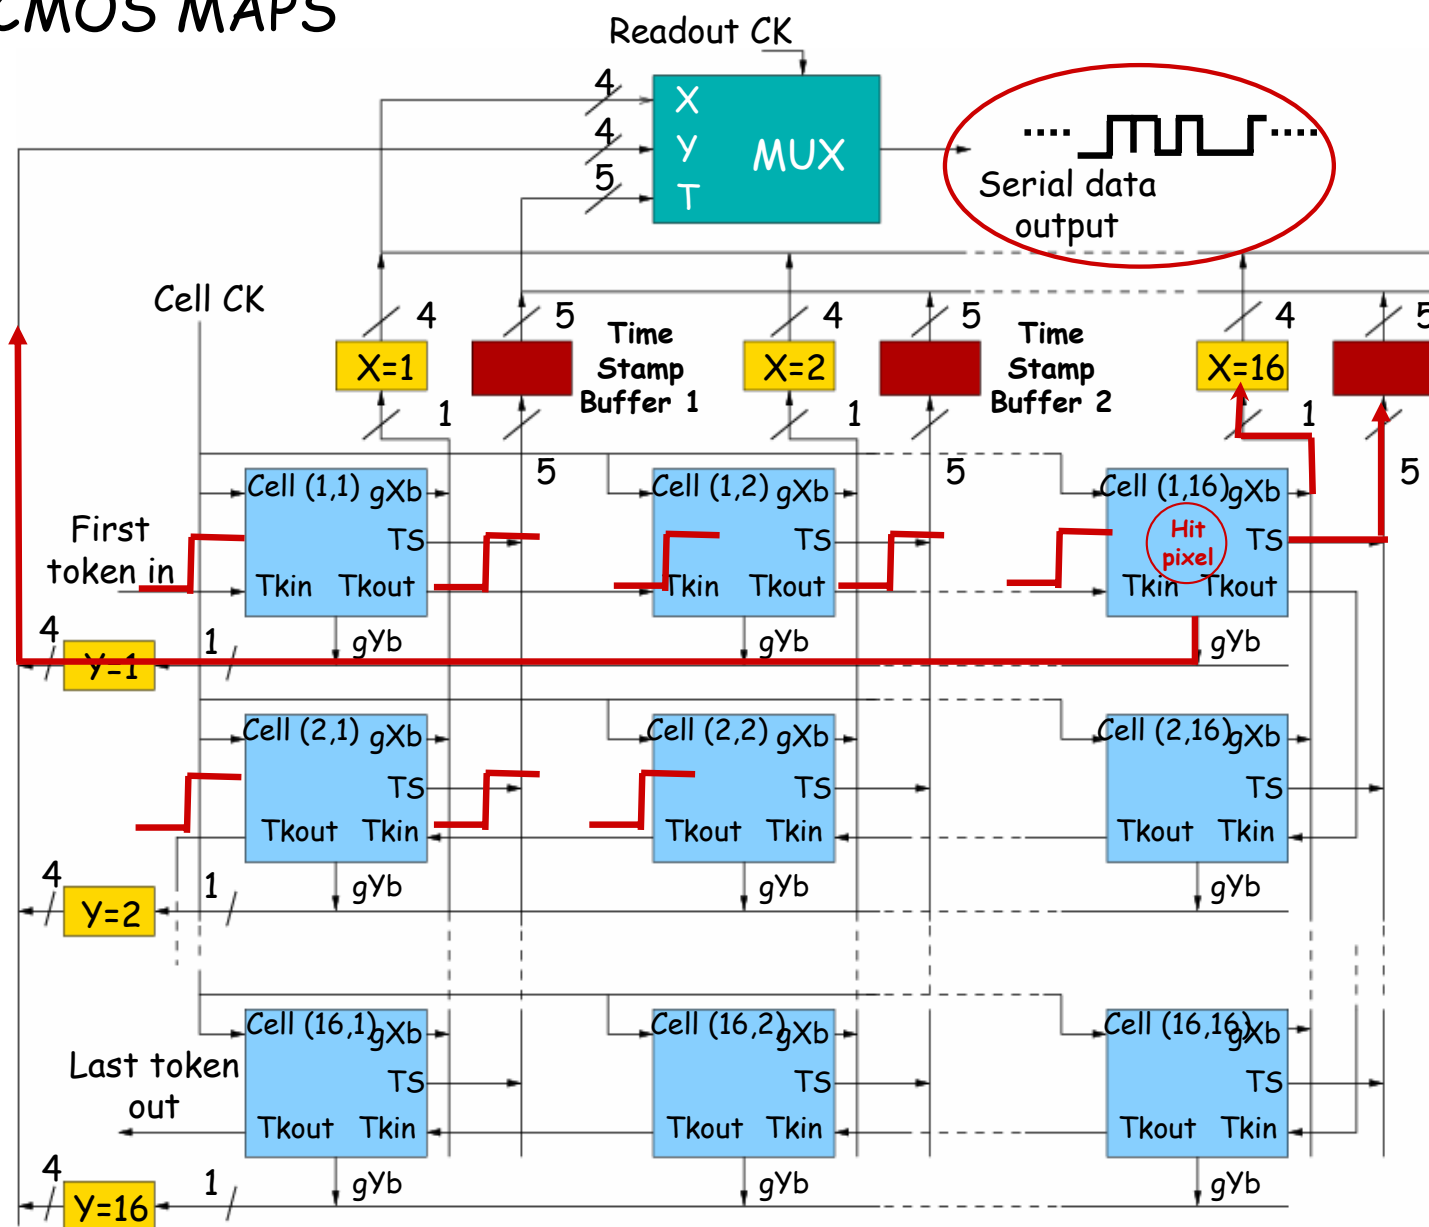 CMOS MAPS
Readout CK
4
X
4
Y
MUX
5
T
Serial data
output
Cell CK
4
5
Time
Stamp
Buffer 1
4
5
Time
Stamp
Buffer 2
4
5
X=1
X=2
X=16
1
1
1
5
5
5
Cell (1,1) gXb
Cell (1,2) gXb
Cell (1,16) gXb
First
token in
TS
TS
Hit
pixel
TS
Tkin Tkout
Tkin Tkout
Tkin Tkout
4
Y=1
1
gYb
gYb
gYb
Cell (2,1) gXb
Cell (2,2) gXb
Cell (2,16) gXb
TS
TS
TS
Tkout Tkin
Tkout Tkin
Tkout Tkin
4
Y=2
1
gYb
gYb
gYb
Cell (16,1) gXb
Cell (16,2) gXb
Cell (16,16) gXb
Last token
out
TS
TS
TS
Tkout Tkin
Tkout Tkin
Tkout Tkin
4
Y=16
1
gYb
gYb
gYb